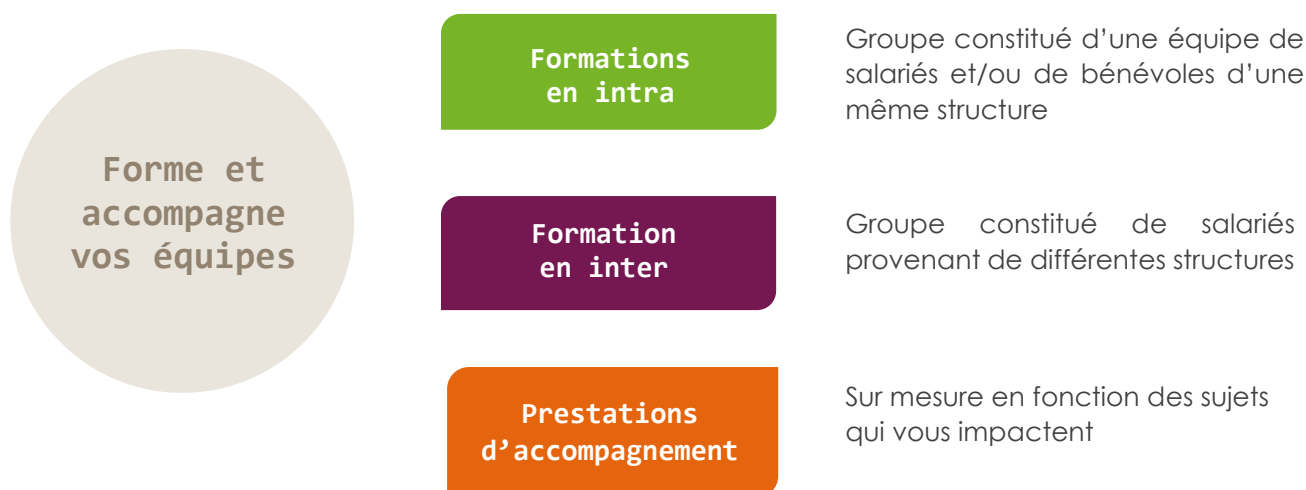 Forme et
accompagne
vos équipes
Formations
en intra
Groupe constitué d’une équipe de
salariés et/ou de bénévoles d’une
même structure
Formation
en inter
Groupe constitué de salariés
provenant de différentes structures
Prestations
d’accompagnement
Sur mesure en fonction des sujets
qui vous impactent